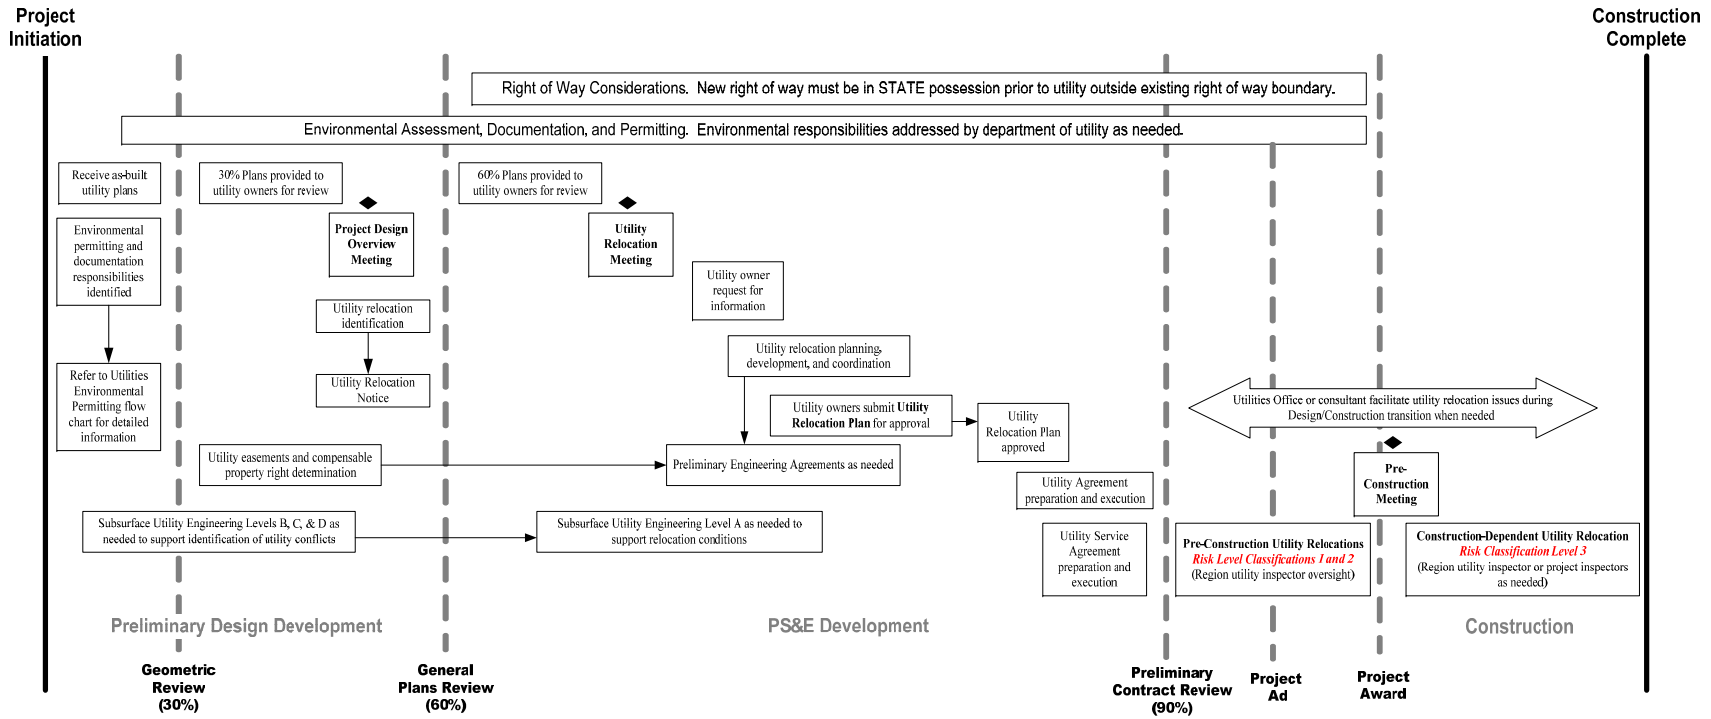 Project
Initiation
Construction
Complete
Right of Way Considerations.  New right of way must be in STATE possession prior to utility outside existing right of way boundary.
Environmental Assessment, Documentation, and Permitting.  Environmental responsibilities addressed by department of utility as needed.
Receive as-built
utility plans
30% Plans provided to
utility owners for review
60% Plans provided to
utility owners for review
Environmental
permitting and
documentation
responsibilities
identified
Project Design
Overview
Meeting
Utility
Relocation
Meeting
Utility owner
request for
information
Utility relocation
identification
Utility relocation planning,
development, and coordination
Refer to Utilities
Environmental
Permitting flow
chart for detailed
information
Utility Relocation
Notice
Utility owners submit Utility
Relocation Plan for approval
Utility
Relocation Plan
approved
Utilities Office or consultant facilitate utility relocation issues during
Design/Construction transition when needed
Utility easements and compensable
property right determination
Preliminary Engineering Agreements as needed
Pre-
Construction
Meeting
Utility Agreement
preparation and execution
Subsurface Utility Engineering Levels B, C, & D as
needed to support identification of utility conflicts
Subsurface Utility Engineering Level A as needed to
support relocation conditions
Utility Service
Agreement
preparation and
execution
Pre-Construction Utility Relocations
Risk Level Classifications 1 and 2
(Region utility inspector oversight)
Construction-Dependent Utility Relocation
Risk Classification Level 3
(Region utility inspector or project inspectors
as needed)
Preliminary Design Development
PS&E Development
Construction
Geometric
Review
(30%)
General
Plans Review
(60%)
Preliminary
Contract Review
(90%)
Project
Ad
Project
Award